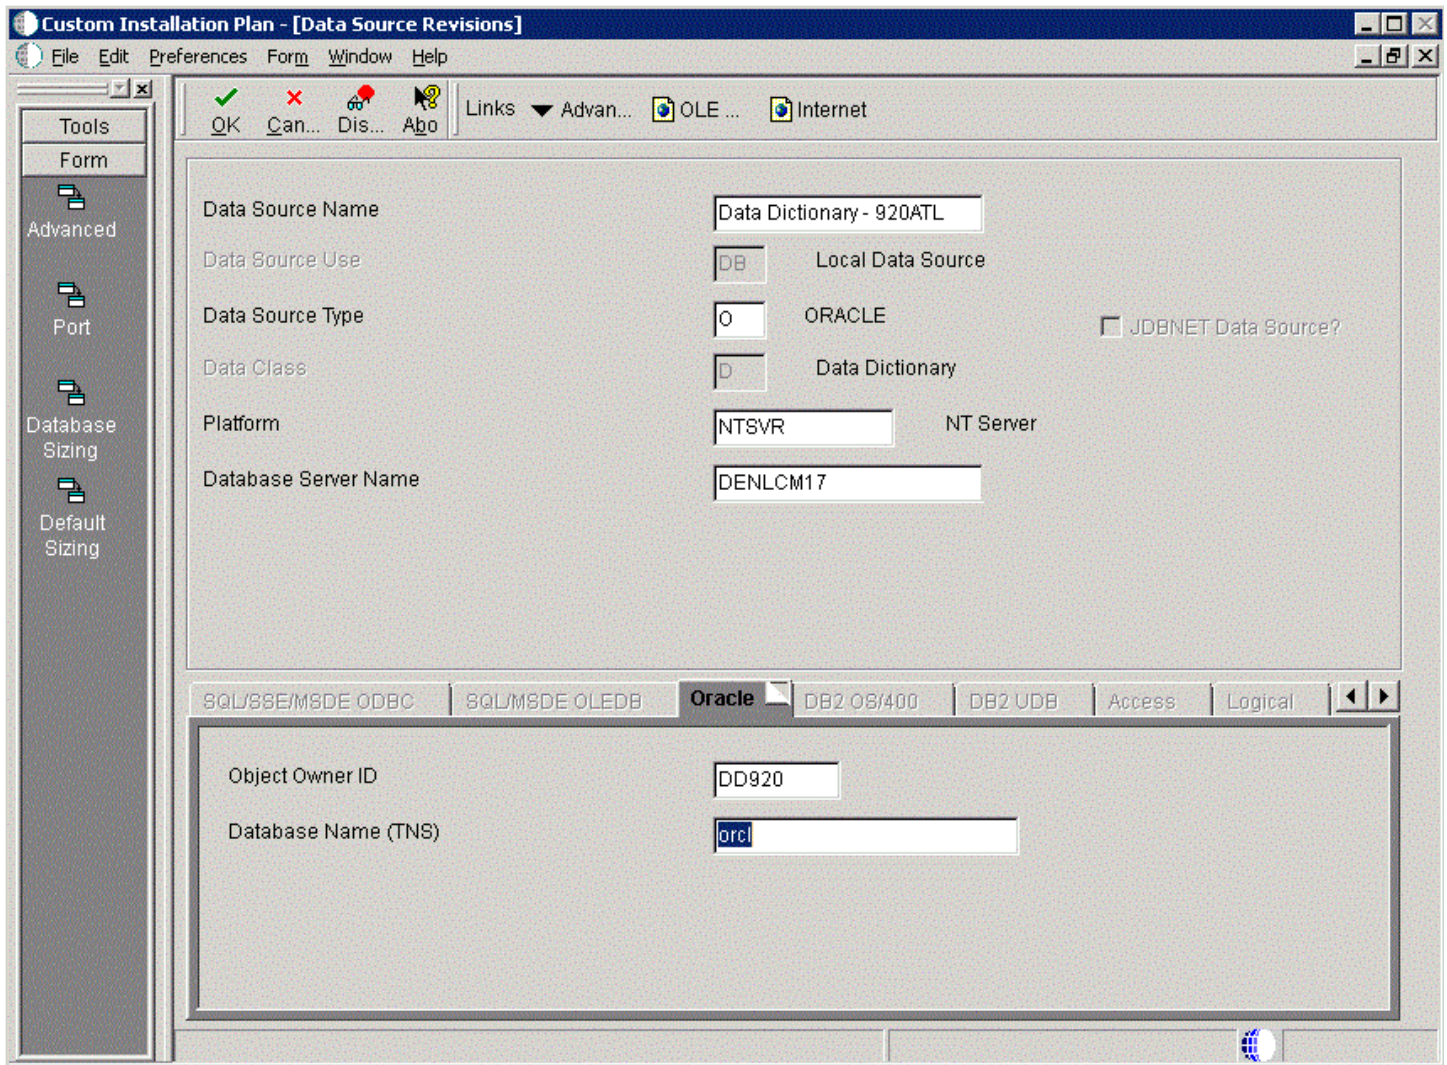 Custom Installation Plan - [Data Source Revisions]
File Edit Preferences Form Window Help
OK Can... Dis... Abo Links Advan... OLE ... Internet
Tools
Form
Advanced
Port
Database
Sizing
Default
Sizing
Data Source Name Data Dictionary - 920ATL
Data Source Use DB Local Data Source
Data Source Type O ORACLE JDBNET Data Source?
Data Class D Data Dictionary
Platform NTSVR NT Server
Database Server Name DENLCM17
SQL/SSE/MSDE ODBC SQL/MSDE OLEDB Oracle DB2 OS/400 DB2 UDB Access Logical
Object Owner ID DD920
Database Name (TNS) orcl